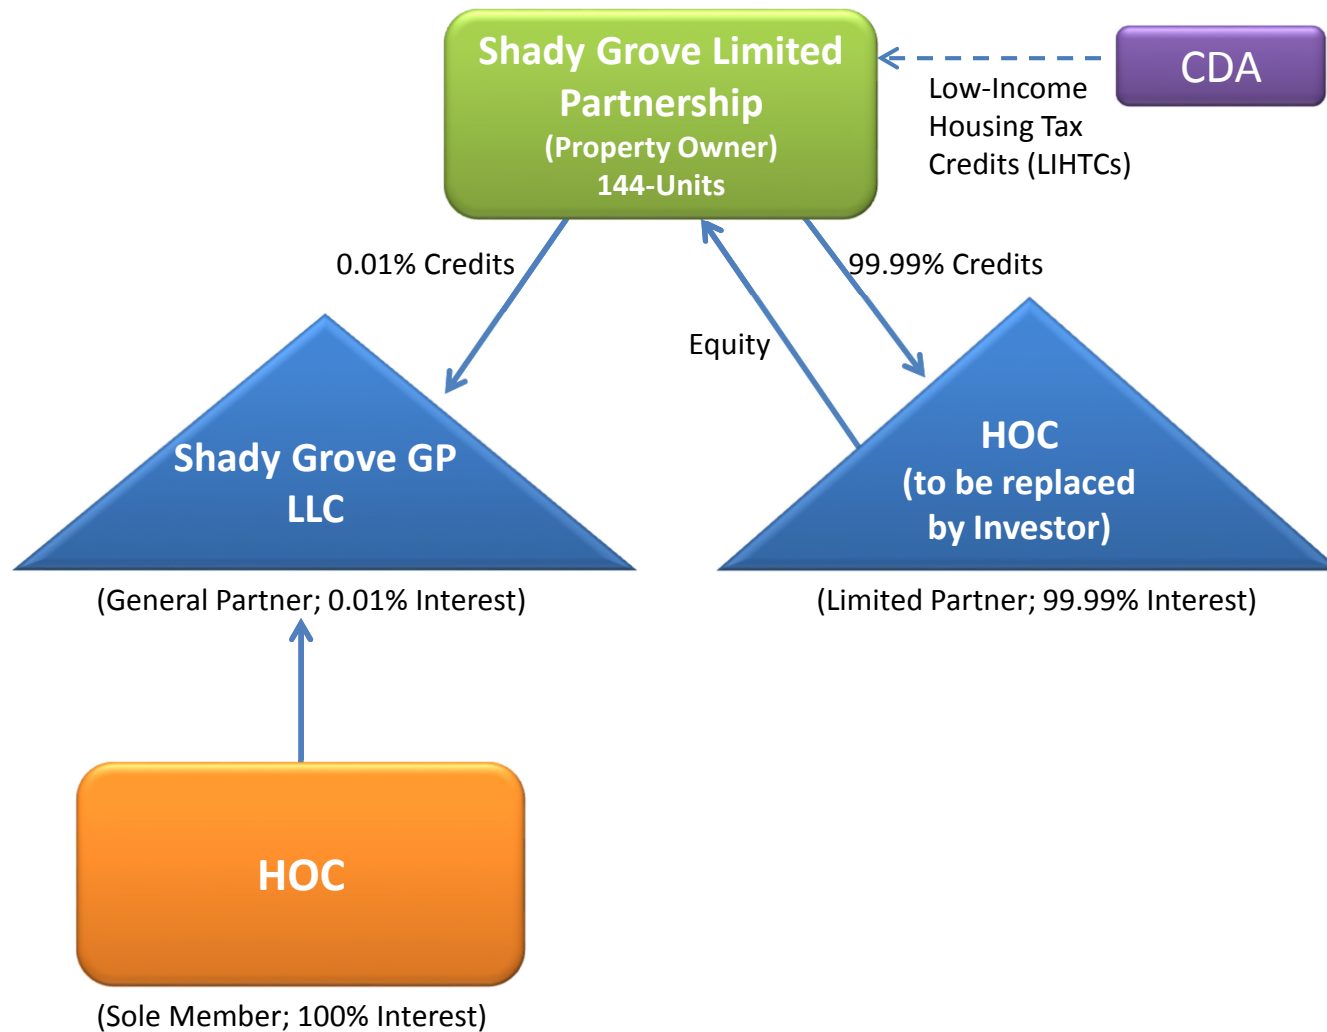 Shady Grove Limited
Partnership
(Property Owner)
144-Units
CDA
Low-Income
Housing Tax
Credits (LIHTCs)
0.01% Credits
99.99% Credits
Equity
Shady Grove GP
LLC
HOC
(to be replaced
by Investor)
(General Partner; 0.01% Interest)
(Limited Partner; 99.99% Interest)
HOC
(Sole Member; 100% Interest)